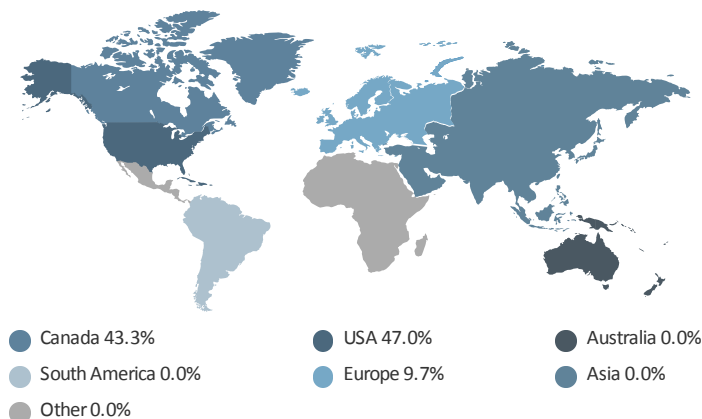 Canada 43.3%
USA 47.0%
Australia 0.0%
South America 0.0%
Europe 9.7%
Asia 0.0%
Other 0.0%